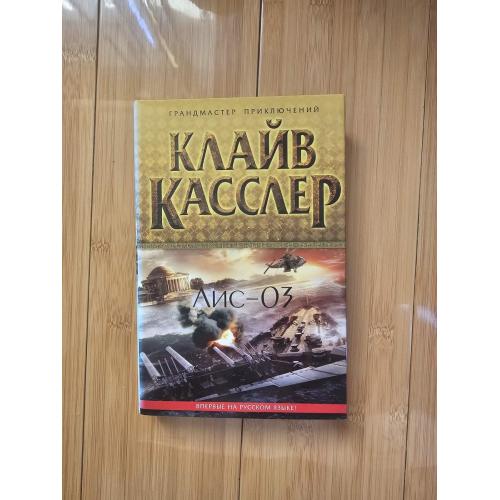 ГРАНДМАСТЕР ПРИКЛЮЧЕНИЙ
КЛАЙВ
КАССЛЕР
ЛИС-03
ВПЕРВЫЕ НА РУССКОМ ЯЗЫКЕ!